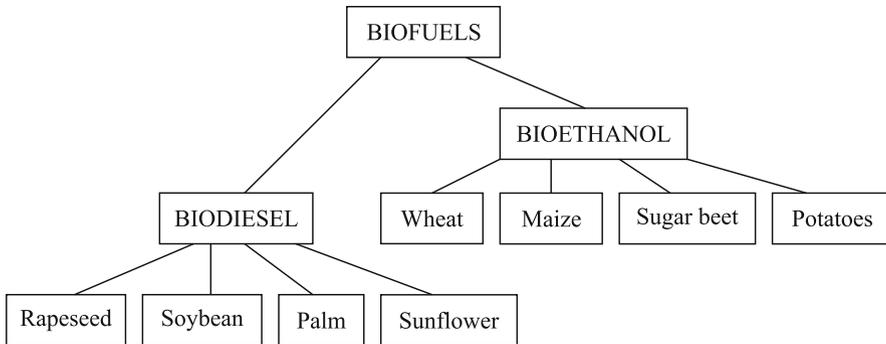 BIOFUELS
BIOETHANOL
BIODIESEL
Wheat
Maize
Sugar beet
Potatoes
Rapeseed
Soybean
Palm
Sunflower